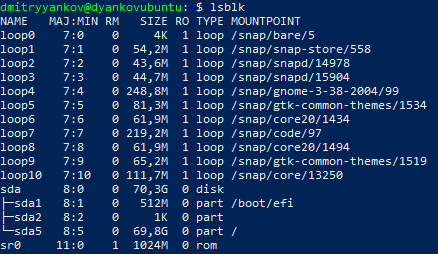 dmitryyankov@dyankovubuntu:~$ lsblk
NAME   MAJ:MIN RM   SIZE RO TYPE MOUNTPOINT
loop0    7:0    0     4K  1 loop /snap/bare/5
loop1    7:1    0  54,2M  1 loop /snap/snap-store/558
loop2    7:2    0  43,6M  1 loop /snap/snapd/14978
loop3    7:3    0  44,7M  1 loop /snap/snapd/15904
loop4    7:4    0 248,8M  1 loop /snap/gnome-3-38-2004/99
loop5    7:5    0  81,3M  1 loop /snap/gtk-common-themes/1534
loop6    7:6    0  61,9M  1 loop /snap/core20/1434
loop7    7:7    0 219,2M  1 loop /snap/code/97
loop8    7:8    0  61,9M  1 loop /snap/core20/1494
loop9    7:9    0  65,2M  1 loop /snap/gtk-common-themes/1519
loop10   7:10   0 111,7M  1 loop /snap/core/13250
sda      8:0    0  70,3G  0 disk
├─sda1   8:1    0   512M  0 part /boot/efi
├─sda2   8:2    0     1K  0 part
└─sda5   8:5    0  69,8G  0 part /
sr0     11:0    1  1024M  0 rom